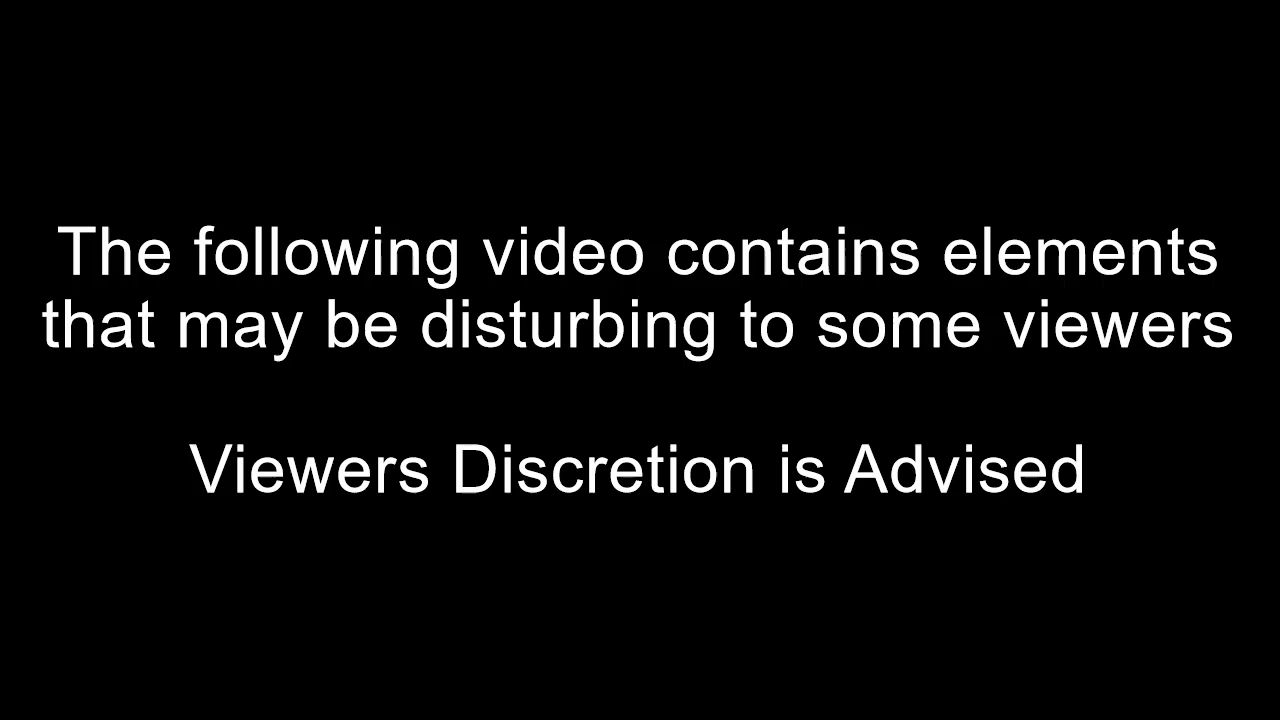 The following video contains elements
that may be disturbing to some viewers
Viewers Discretion is Advised